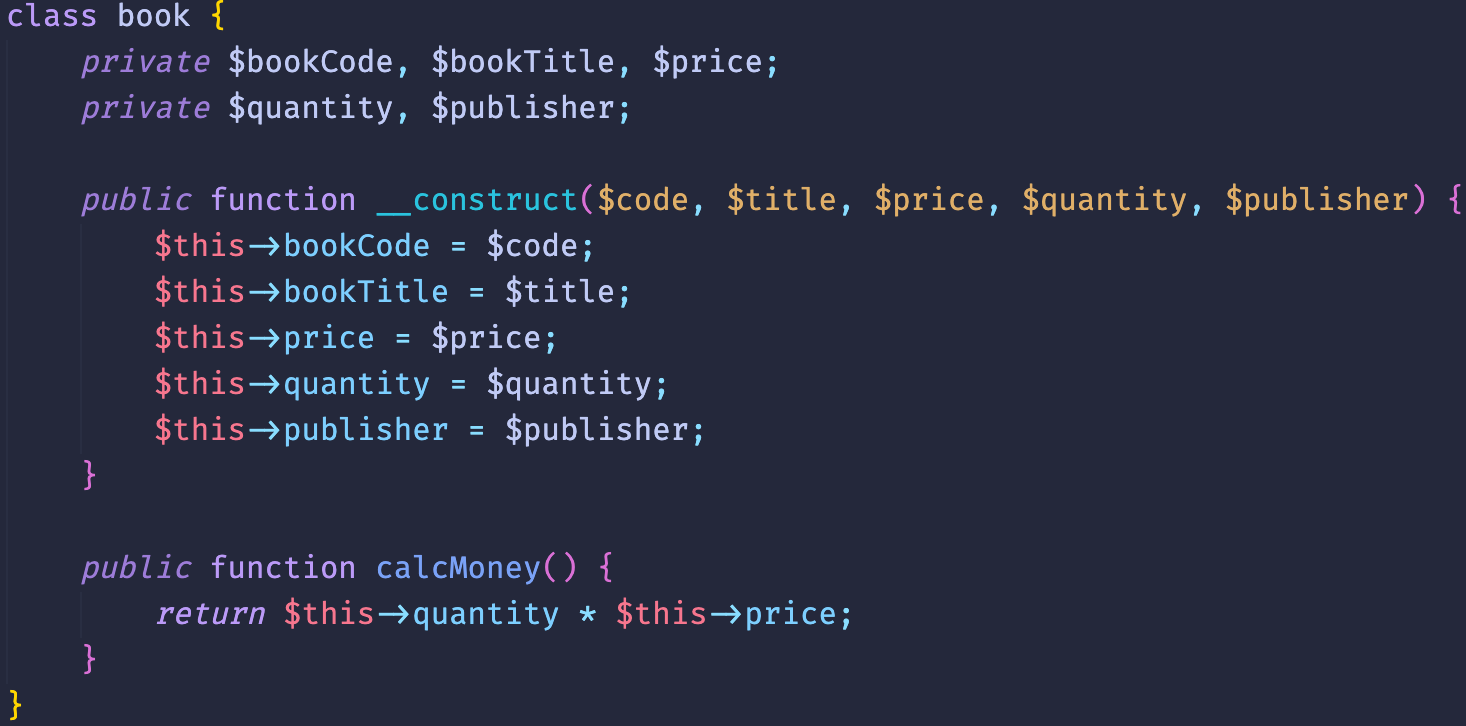 class book {
    private $bookCode, $bookTitle, $price;
    private $quantity, $publisher;

    public function __construct($code, $title, $price, $quantity, $publisher) {
        $this->bookCode = $code;
        $this->bookTitle = $title;
        $this->price = $price;
        $this->quantity = $quantity;
        $this->publisher = $publisher;
    }

    public function calcMoney() {
        return $this->quantity * $this->price;
    }
}